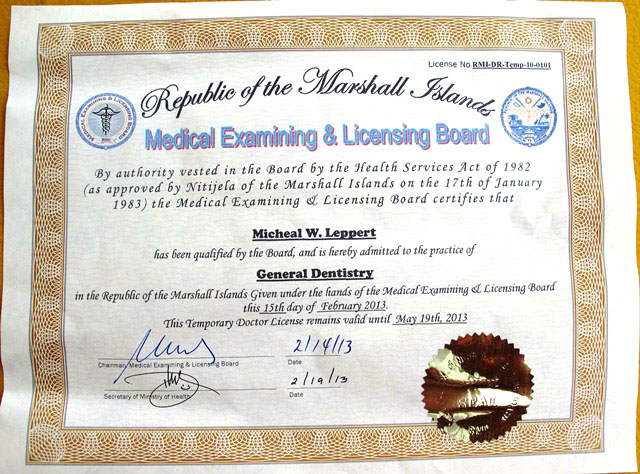 License No.RMI-DR-Temp-10-0101
Republic of the Marshall Islands
Medical Examining & Licensing Board
By authority vested in the Board by the Health Services Act of 1982
(as approved by Nitijela of the Marshall Islands on the 17th of January
1983) the Medical Examining & Licensing Board certifies that
Micheal W. Leppert
has been qualified by the Board, and is hereby admitted to the practice of
General Dentistry
in the Republic of the Marshall Islands Given under the hands of the Medical Examining & Licensing Board
this 15th day of February 2013.
This Temporary Doctor License remains valid until May 19th, 2013
2/14/13
Chairman, Medical Examining & Licensing Board Date
2/19/13
Secretary of Ministry of Health Date
MEDICAL EXAMINING & LICENSING BOARD
SEAL